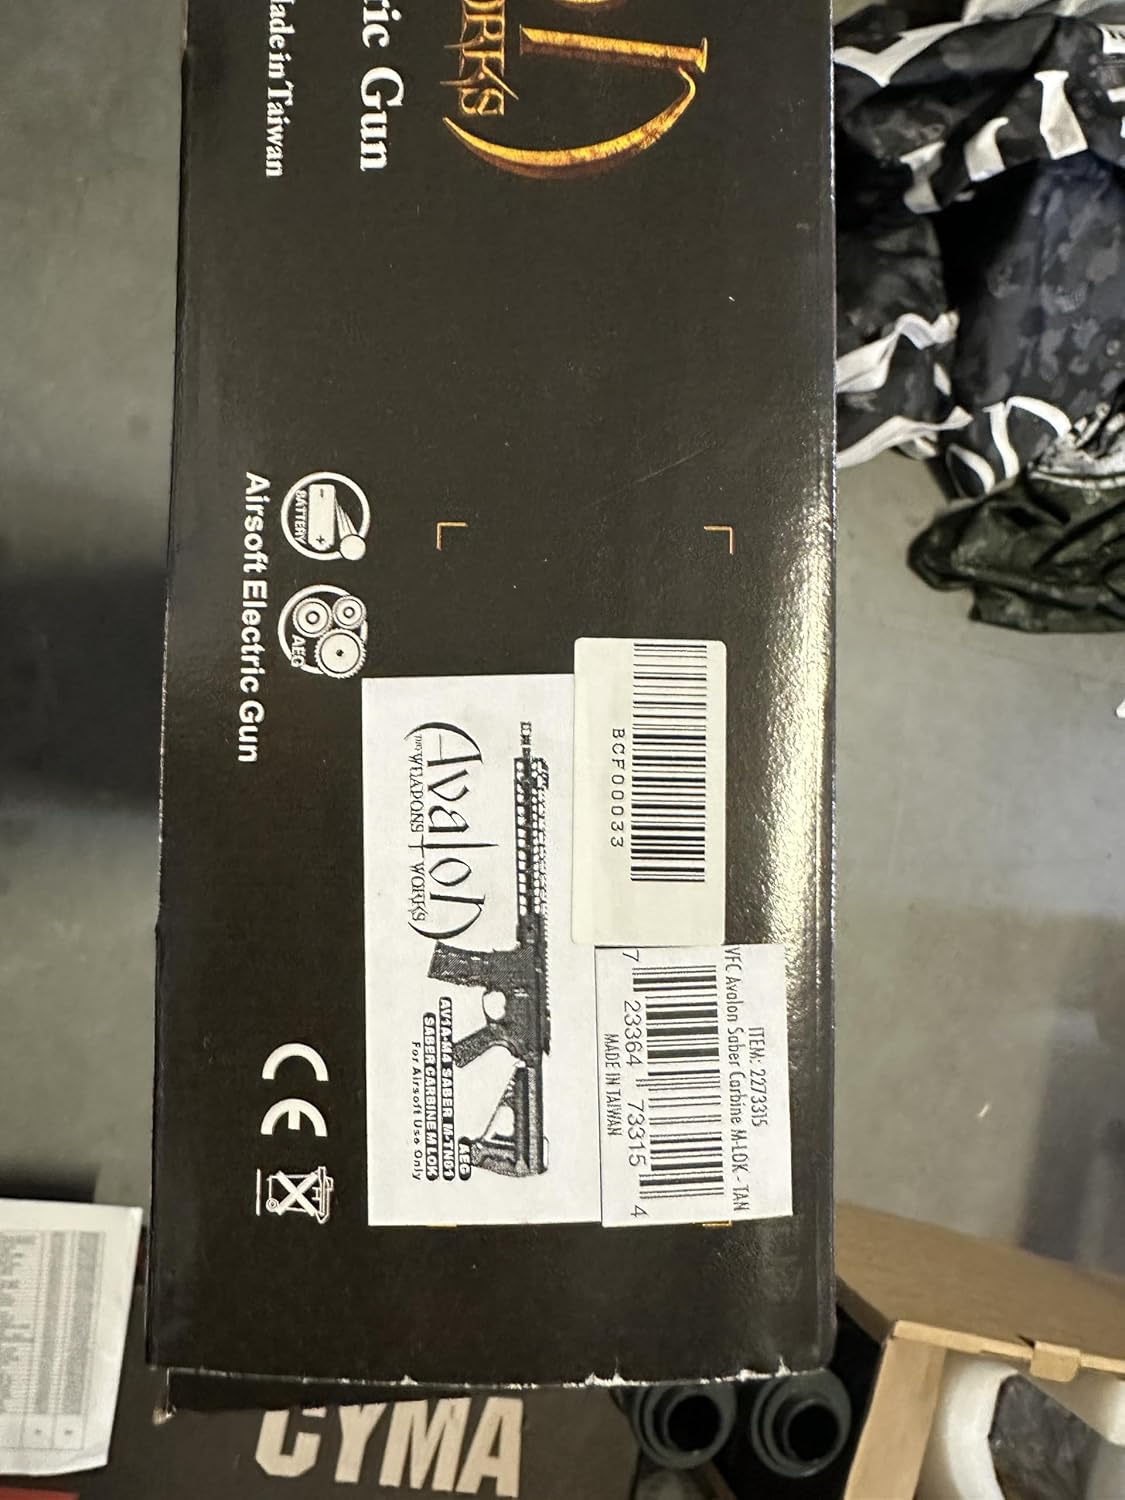 ORKS
ric Gun
Made in Taiwan
BATTERY
AEG
Airsoft Electric Gun
BCF00033
ITEM: 2273315
VFC Avalon Saber Carbine M-LOK - TAN
7 23364 73315 4
MADE IN TAIWAN
Avalon
THE WEAPONS WORKS
AEG
SABER M-TN01
SABER CARBINE M LOK
For Airsoft Use Only
CE
CYMA